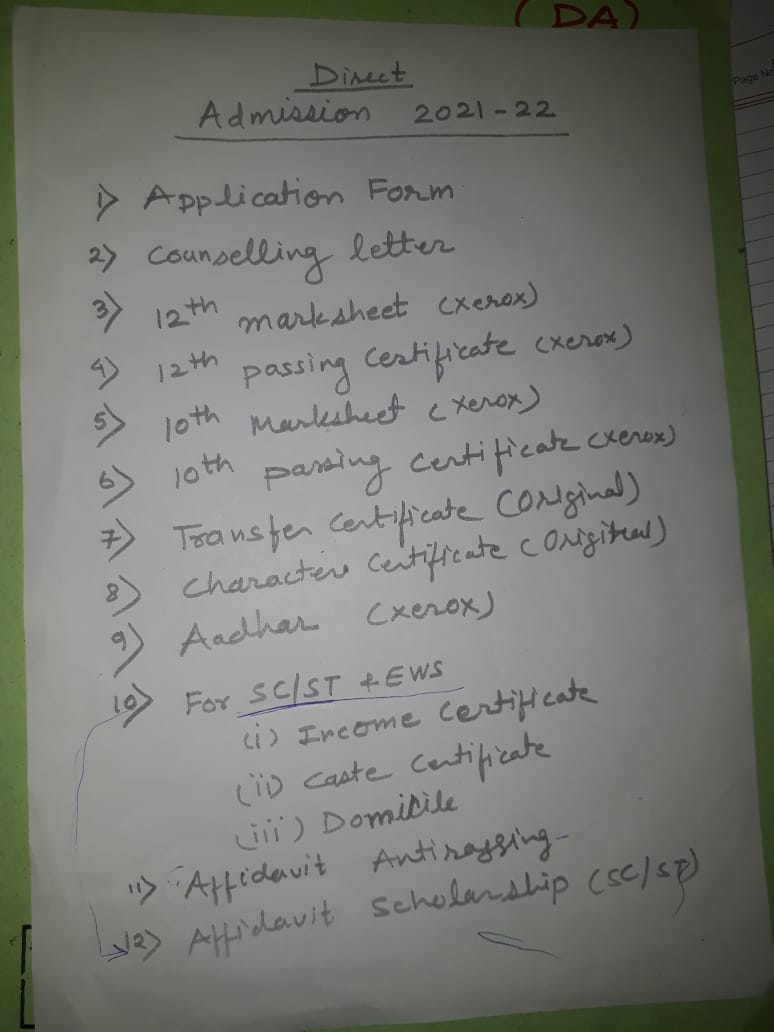 (DA)
Page No
Direct
Admission 2021-22
1) Application Form
2) Counselling letter
3) 12th marksheet (xerox)
4) 12th passing Certificate (xerox)
5) 10th Marksheet (xerox)
6) 10th passing Certificate (xerox)
7) Transfer Certificate (Original)
8) Character Certificate (Original)
9) Aadhar (xerox)
10) For SC/ST & EWS
(i) Income Certificate
(ii) Caste Certificate
(iii) Domicile
11) Affidavit Antiragging
12) Affidavit Scholarship (SC/ST)